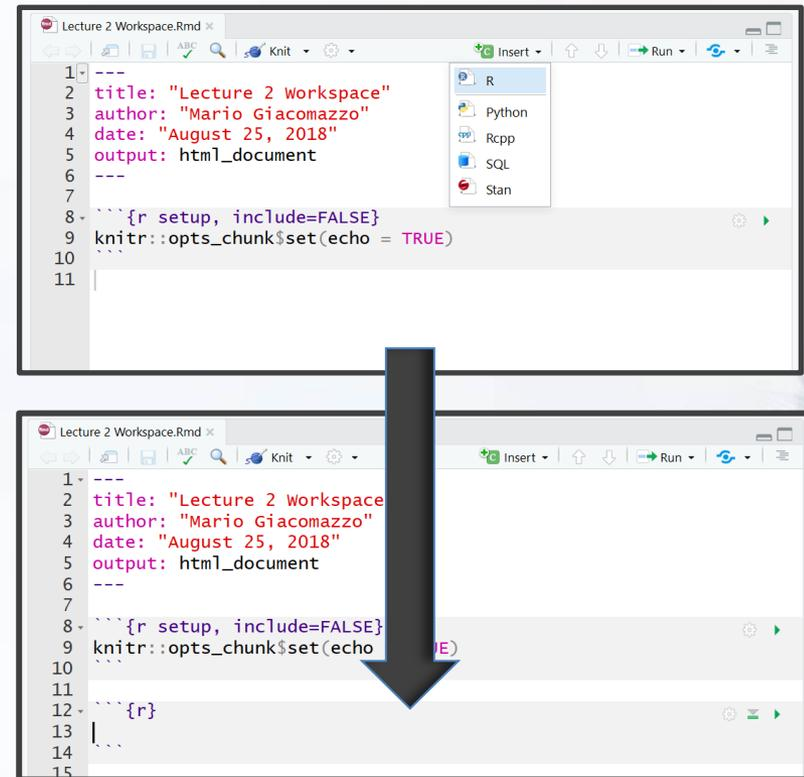 Lecture 2 Workspace.Rmd
ABC Knit Insert Run
1 ---
R
2 title: "Lecture 2 Workspace"
3 author: "Mario Giacomazzo"
Python
4 date: "August 25, 2018"
Rcpp
5 output: html_document
SQL
6 ---
Stan
7
8 ```{r setup, include=FALSE}
9 knitr::opts_chunk$set(echo = TRUE)
10 ```
11
Lecture 2 Workspace.Rmd
ABC Knit Insert Run
1 ---
2 title: "Lecture 2 Workspace
3 author: "Mario Giacomazzo"
4 date: "August 25, 2018"
5 output: html_document
6 ---
7
8 ```{r setup, include=FALSE}
9 knitr::opts_chunk$set(echo UE)
10 ```
11
12 ```{r}
13
14 ```
15